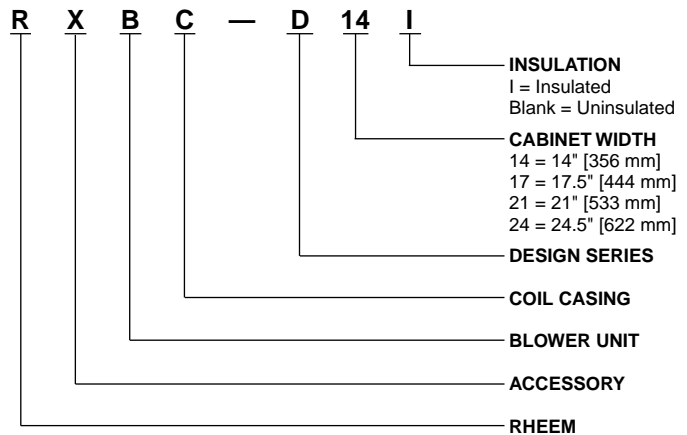 R X B C — D 14 I
INSULATION
I = Insulated
Blank = Uninsulated
CABINET WIDTH
14 = 14" [356 mm]
17 = 17.5" [444 mm]
21 = 21" [533 mm]
24 = 24.5" [622 mm]
DESIGN SERIES
COIL CASING
BLOWER UNIT
ACCESSORY
RHEEM